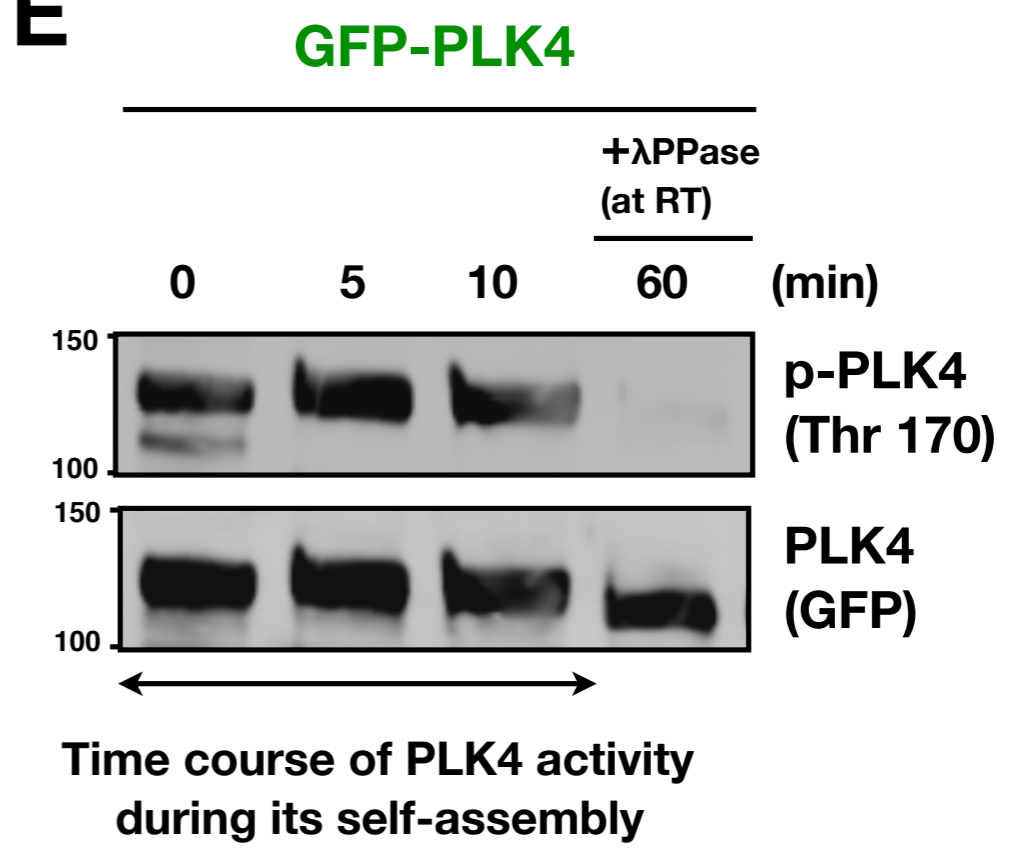 E
GFP-PLK4
+λPPase
(at RT)
0 5 10 60 (min)
150
100
p-PLK4
(Thr 170)
150
100
PLK4
(GFP)
Time course of PLK4 activity
during its self-assembly